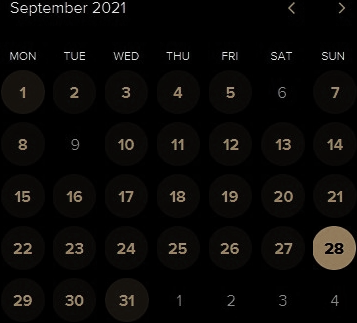 September 2021 < >
MON TUE WED THU FRI SAT SUN
1 2 3 4 5 6 7
8 9 10 11 12 13 14
15 16 17 18 19 20 21
22 23 24 25 26 27 28
29 30 31 1 2 3 4